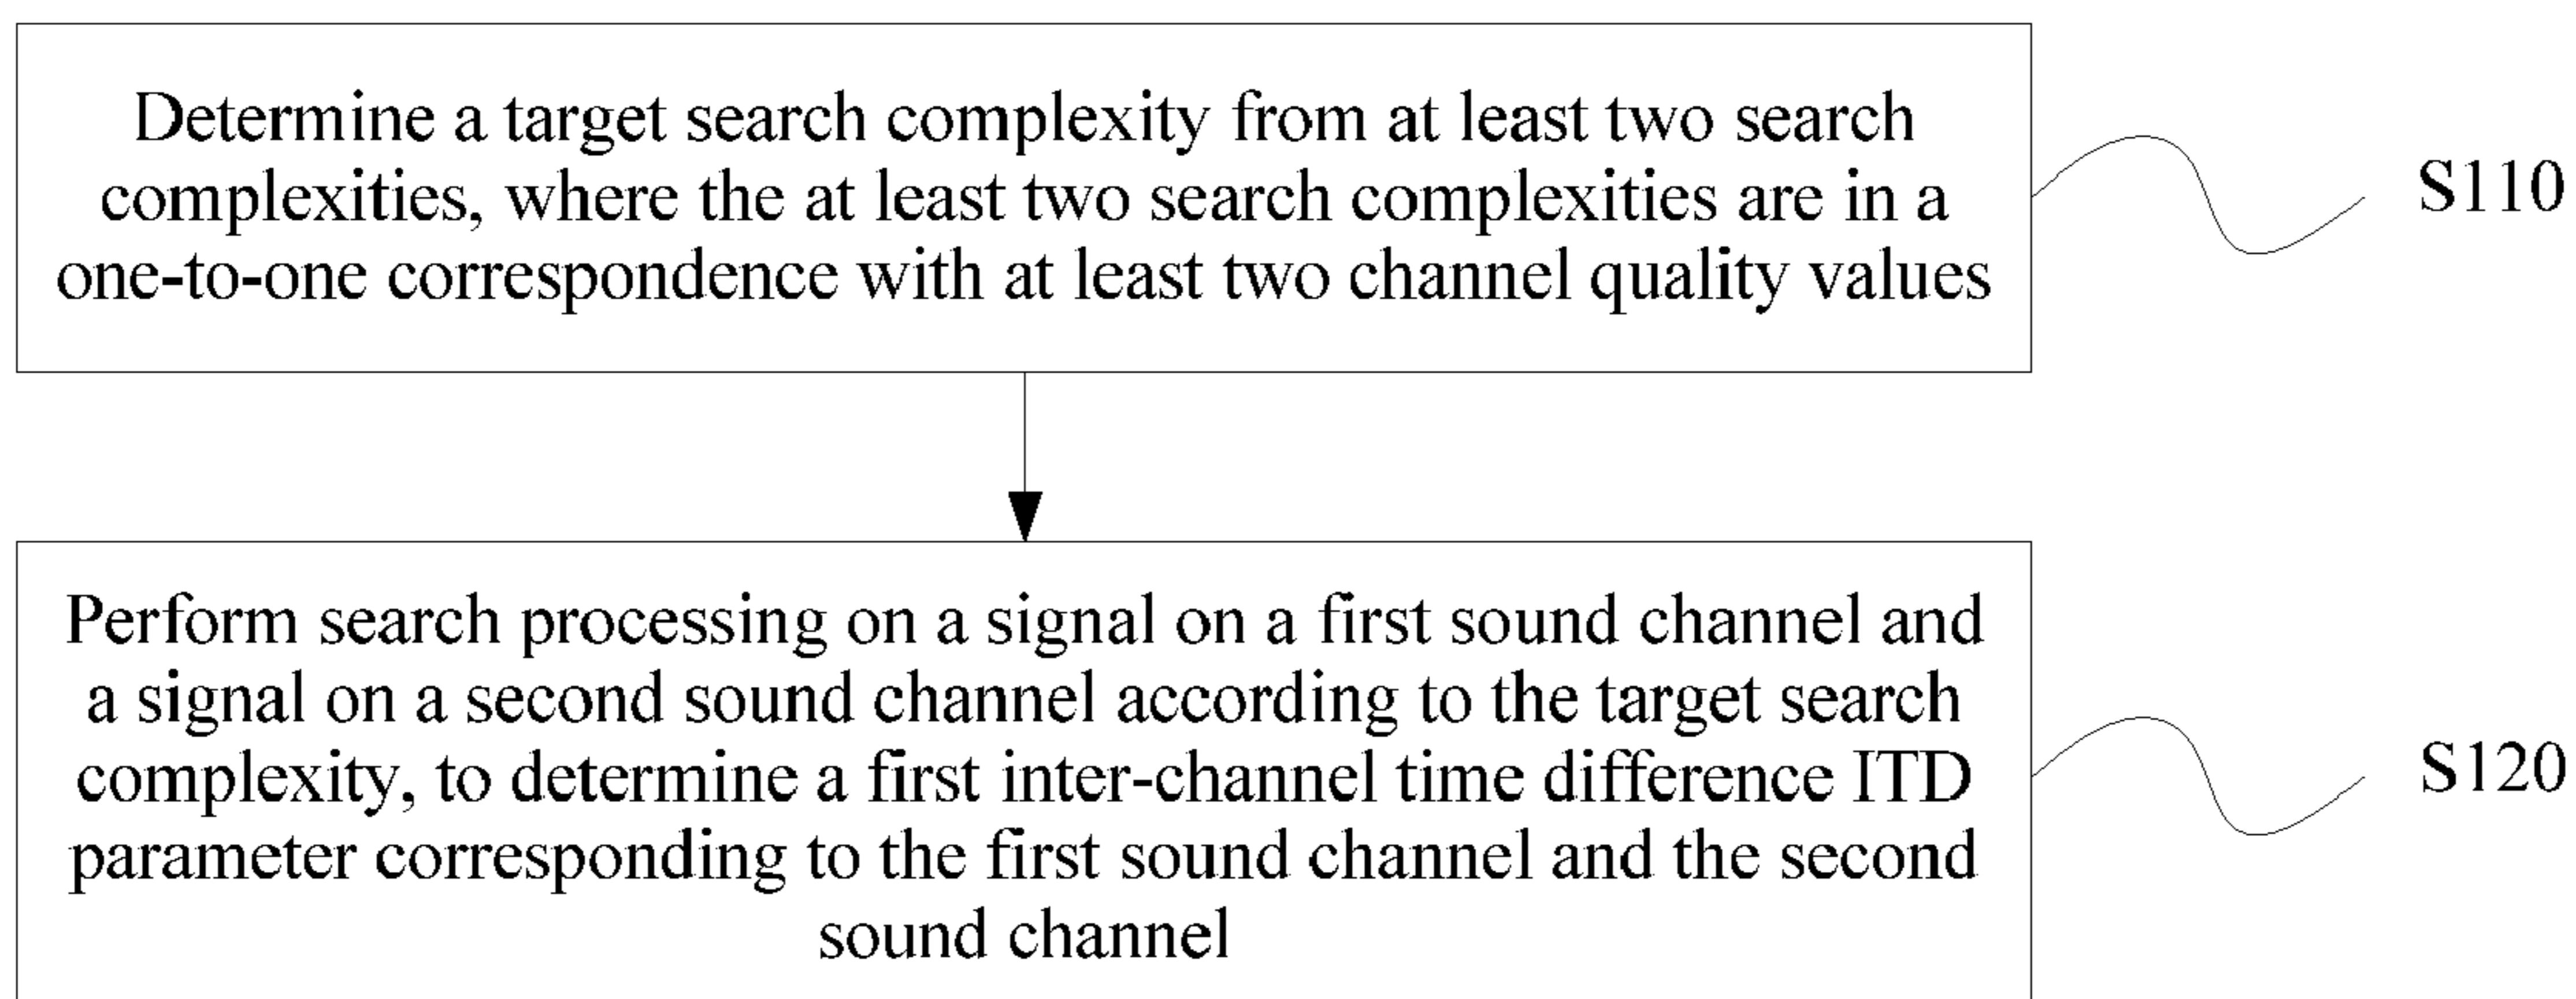 Determine a target search complexity from at least two search
complexities, where the at least two search complexities are in a
one-to-one correspondence with at least two channel quality values
S110
Perform search processing on a signal on a first sound channel and
a signal on a second sound channel according to the target search
complexity, to determine a first inter-channel time difference ITD
parameter corresponding to the first sound channel and the second
sound channel
S120